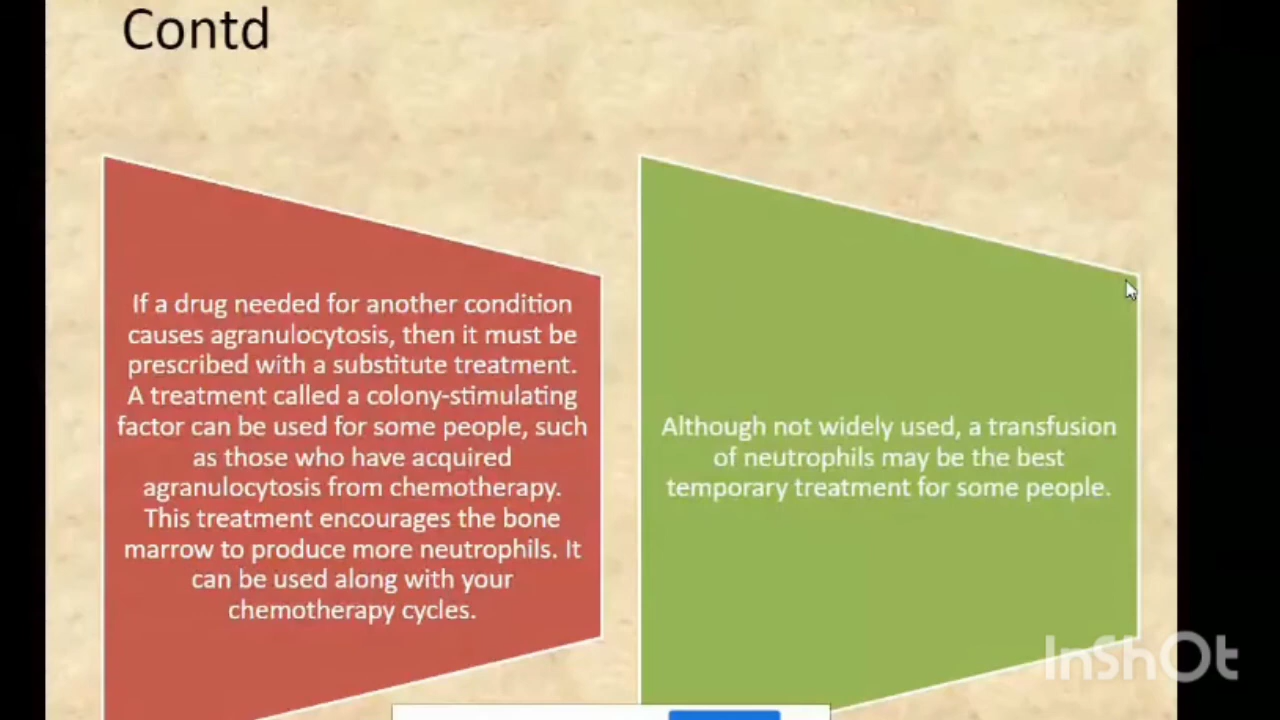 Contd
If a drug needed for another condition
causes agranulocytosis, then it must be
prescribed with a substitute treatment.
A treatment called a colony-stimulating
factor can be used for some people, such
as those who have acquired
agranulocytosis from chemotherapy.
This treatment encourages the bone
marrow to produce more neutrophils. It
can be used along with your
chemotherapy cycles.
Although not widely used, a transfusion
of neutrophils may be the best
temporary treatment for some people.
InShOt